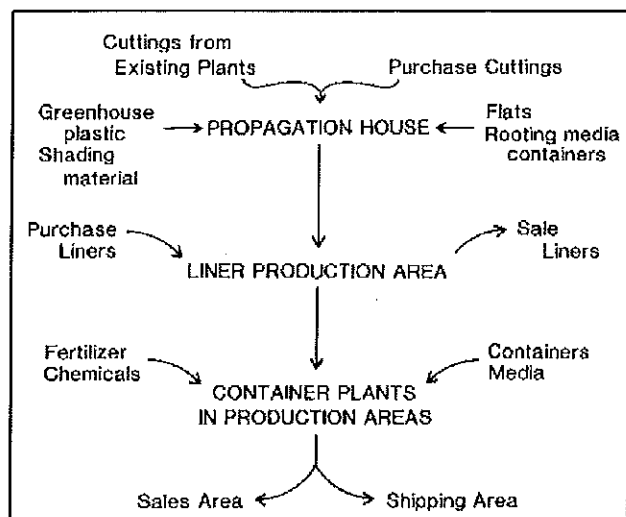 Cuttings from
Existing Plants
Purchase Cuttings
Greenhouse
plastic
Shading
material
PROPAGATION HOUSE
Flats
Rooting media
containers
Purchase
Liners
LINER PRODUCTION AREA
Sale
Liners
Fertilizer
Chemicals
CONTAINER PLANTS
IN PRODUCTION AREAS
Containers
Media
Sales Area
Shipping Area